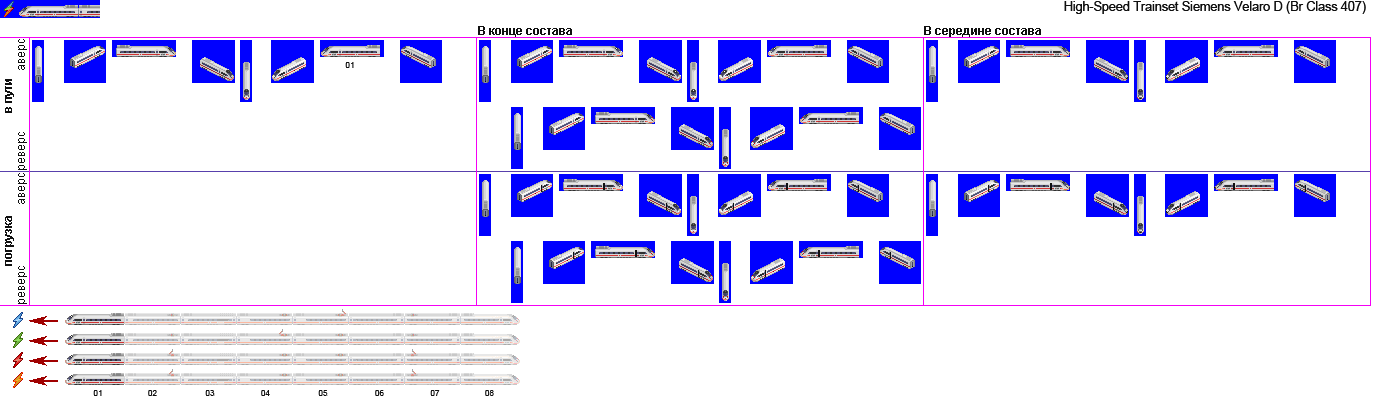 High-Speed Trainset Siemens Velaro D (Br Class 407)
В конце состава
В середине состава
в пути
аверс
реверс
01
погрузка
аверс
реверс
01 02 03 04 05 06 07 08